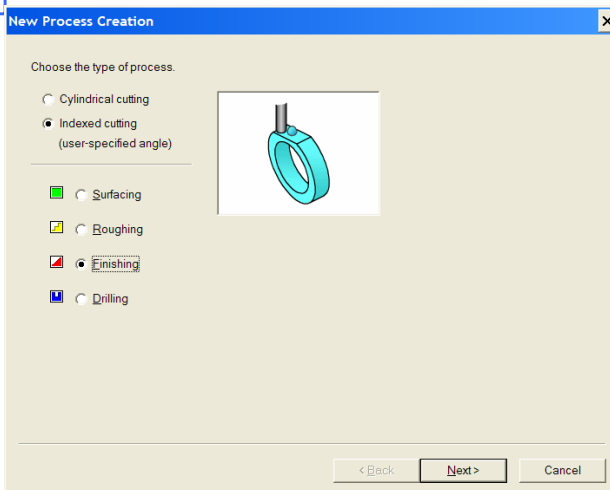 New Process Creation
Choose the type of process.
Cylindrical cutting
Indexed cutting
(user-specified angle)
Surfacing
Roughing
Finishing
Drilling
< Back Next > Cancel